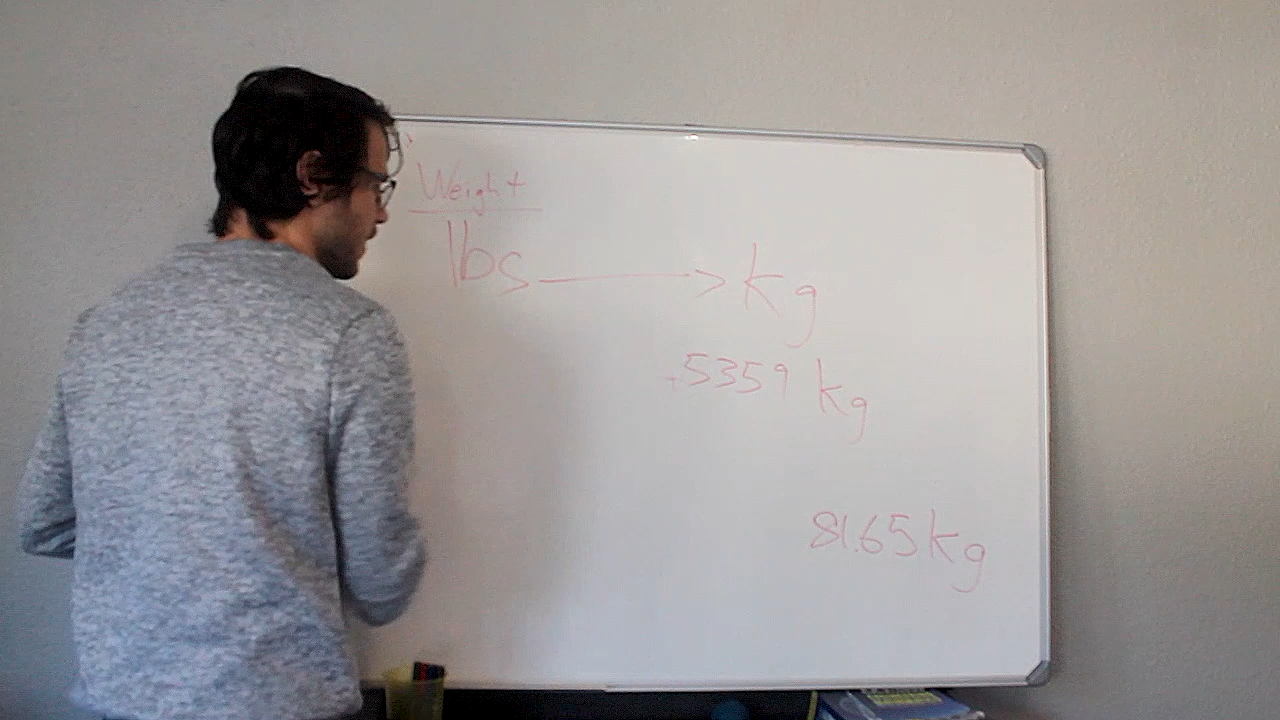 Weight
lbs → kg
.5359 kg
81.65 kg